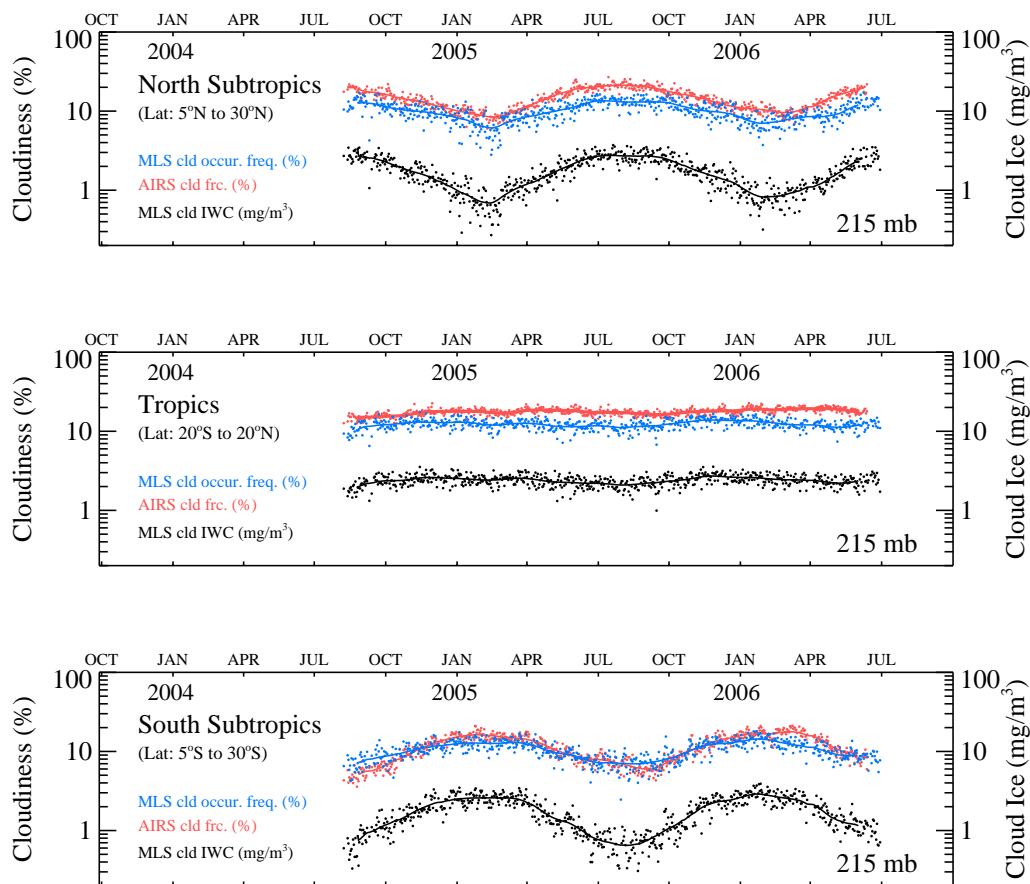 OCT JAN APR JUL OCT JAN APR JUL OCT JAN APR JUL
100 100
2004 2005 2006
North Subtropics
(Lat: 5°N to 30°N)
10 10
MLS cld occur. freq. (%)
AIRS cld frc. (%)
1 1
MLS cld IWC (mg/m³)
215 mb
Cloudiness (%)
Cloud Ice (mg/m³)
OCT JAN APR JUL OCT JAN APR JUL OCT JAN APR JUL
100 100
2004 2005 2006
Tropics
(Lat: 20°S to 20°N)
10 10
MLS cld occur. freq. (%)
AIRS cld frc. (%)
1 1
MLS cld IWC (mg/m³)
215 mb
Cloudiness (%)
Cloud Ice (mg/m³)
OCT JAN APR JUL OCT JAN APR JUL OCT JAN APR JUL
100 100
2004 2005 2006
South Subtropics
(Lat: 5°S to 30°S)
10 10
MLS cld occur. freq. (%)
AIRS cld frc. (%)
1 1
MLS cld IWC (mg/m³)
215 mb
Cloudiness (%)
Cloud Ice (mg/m³)